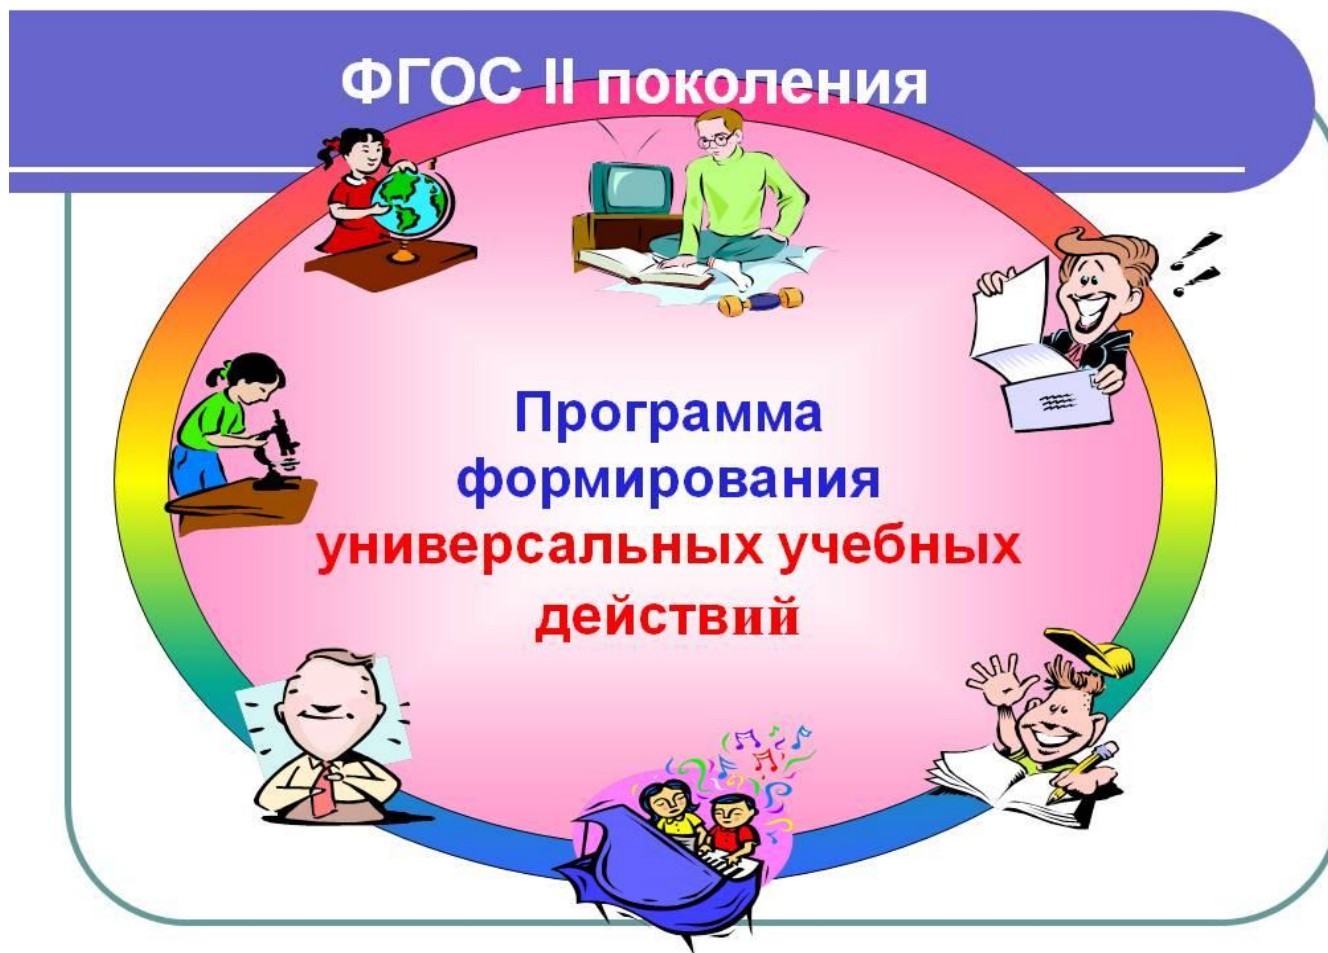 ФГОС II поколения
Программа
формирования
универсальных учебных
действий